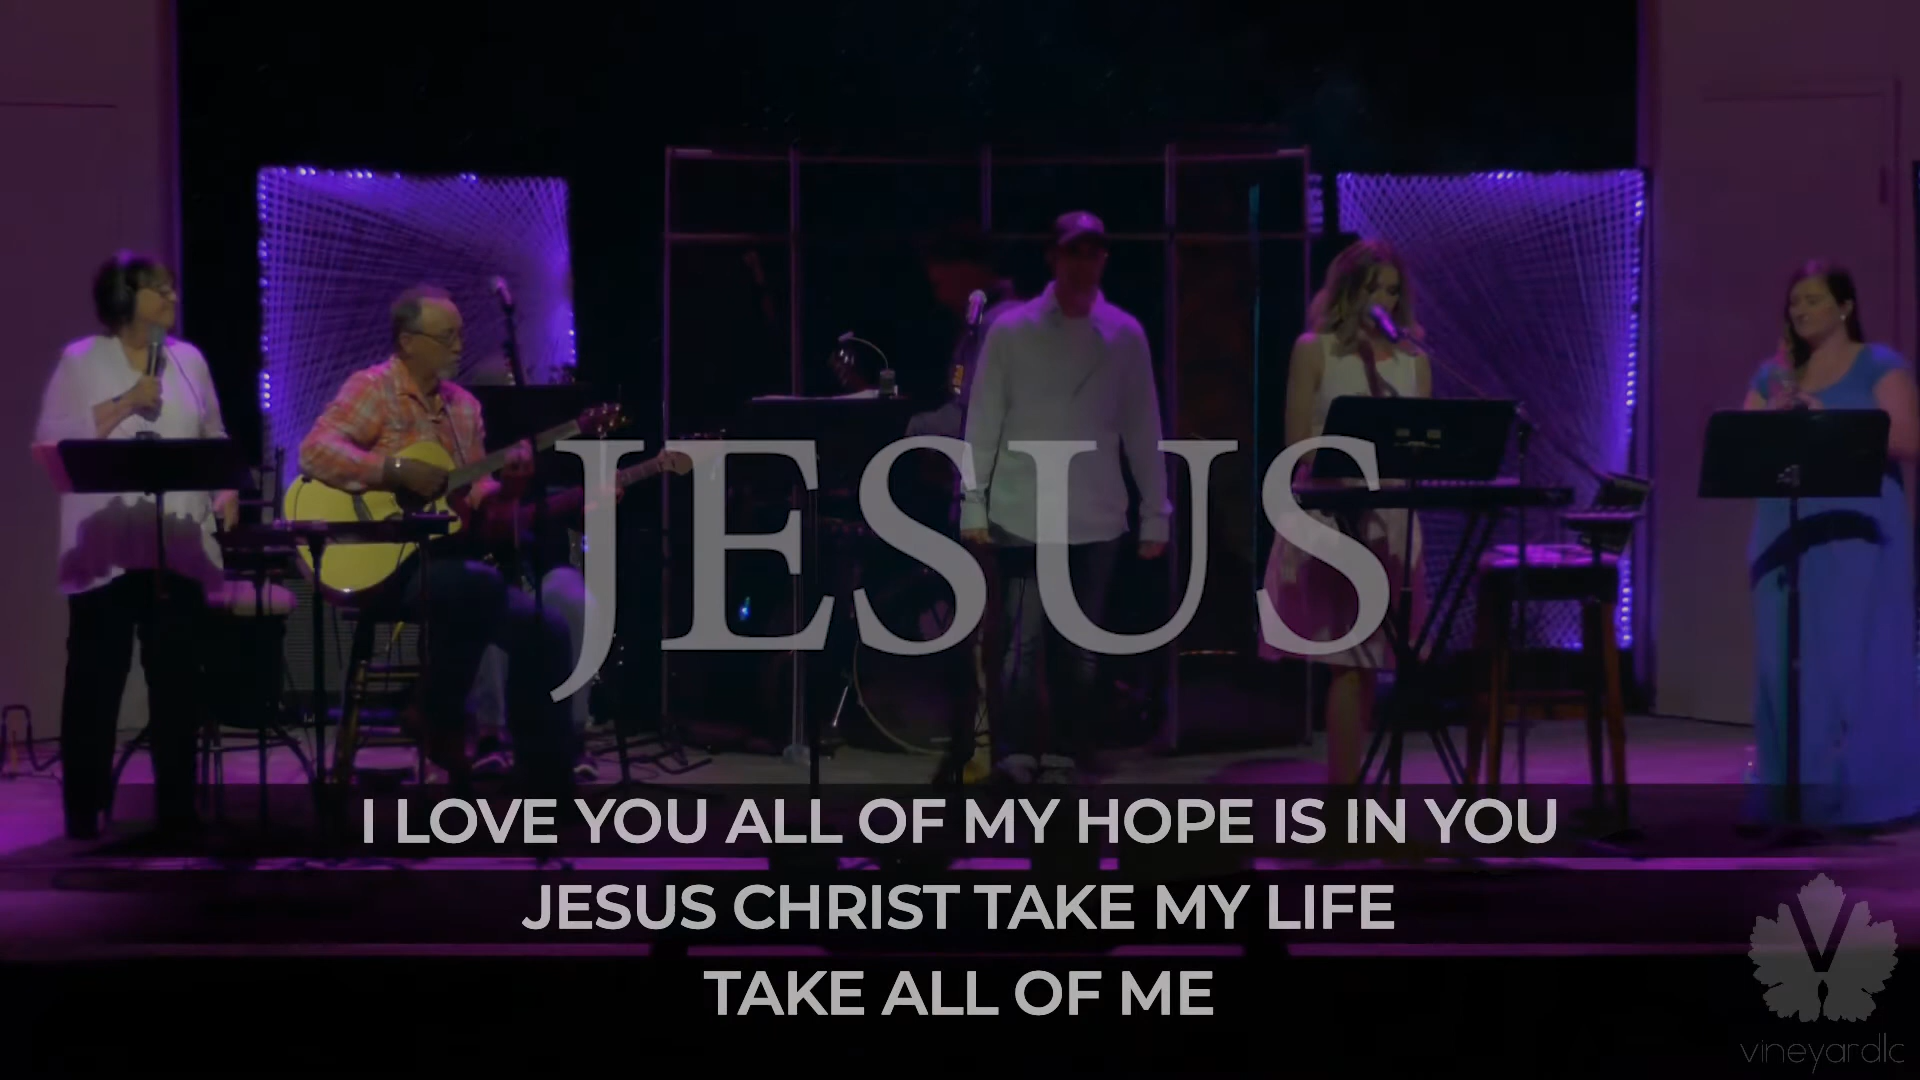 JESUS
I LOVE YOU ALL OF MY HOPE IS IN YOU
JESUS CHRIST TAKE MY LIFE
TAKE ALL OF ME
V
vineyardlc